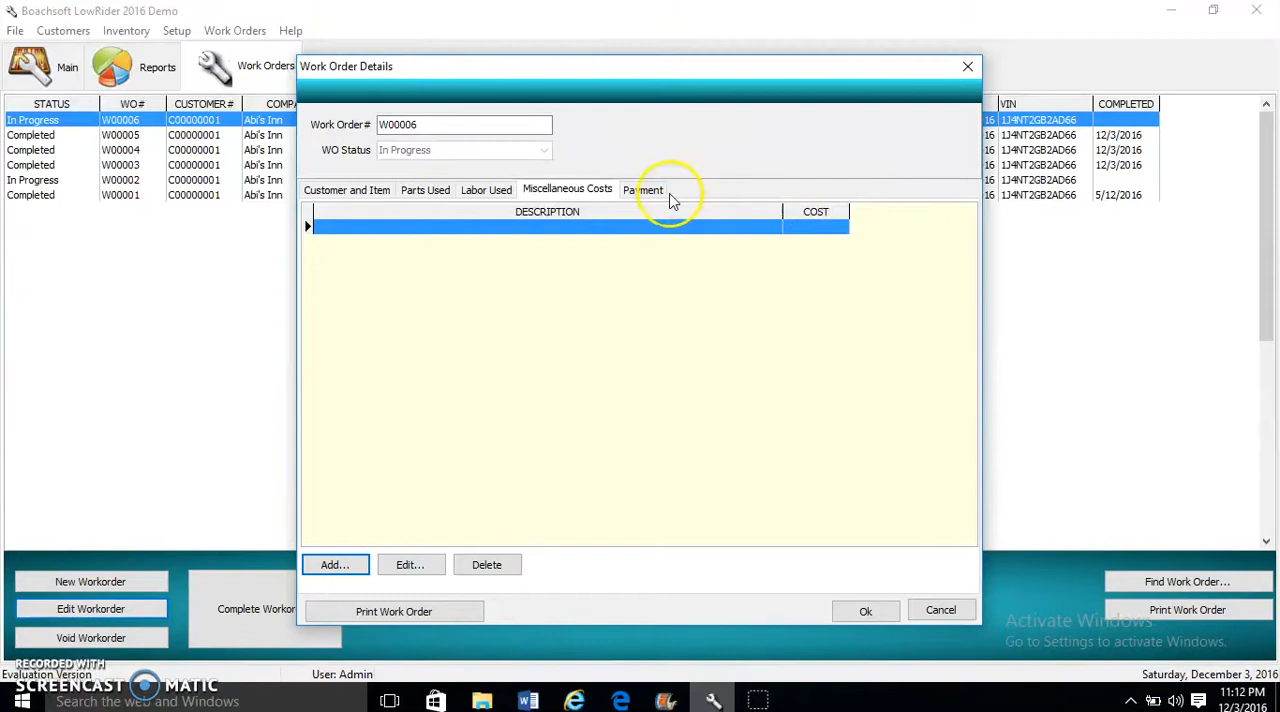 Boachsoft LowRider 2016 Demo
File Customers Inventory Setup Work Orders Help
Main Reports Work Orders
Work Order Details
STATUS WO# CUSTOMER# VIN COMPLETED
In Progress W00006 C00000001 Abi's Inn 16 1J4NT2GB2AD66
Completed W00005 C00000001 Abi's Inn 16 1J4NT2GB2AD66 12/3/2016
Completed W00004 C00000001 Abi's Inn 16 1J4NT2GB2AD66 12/3/2016
Completed W00003 C00000001 Abi's Inn 16 1J4NT2GB2AD66 12/3/2016
In Progress W00002 C00000001 Abi's Inn 16 1J4NT2GB2AD66
Completed W00001 C00000001 Abi's Inn 16 1J4NT2GB2AD66 5/12/2016
Work Order# W00006
WO Status In Progress
Customer and Item Parts Used Labor Used Miscellaneous Costs Payment
DESCRIPTION COST
Add... Edit... Delete
Print Work Order Ok Cancel
New Workorder
Edit Workorder
Void Workorder
Complete
Find Work Order...
Print Work Order
Activate Windows
Go to Settings to activate Windows.
RECORDED WITH
SCREENCAST MATIC
Evaluation Version User: Admin Saturday, December 3, 2016
Search the web and Windows
11:12 PM
12/3/2016